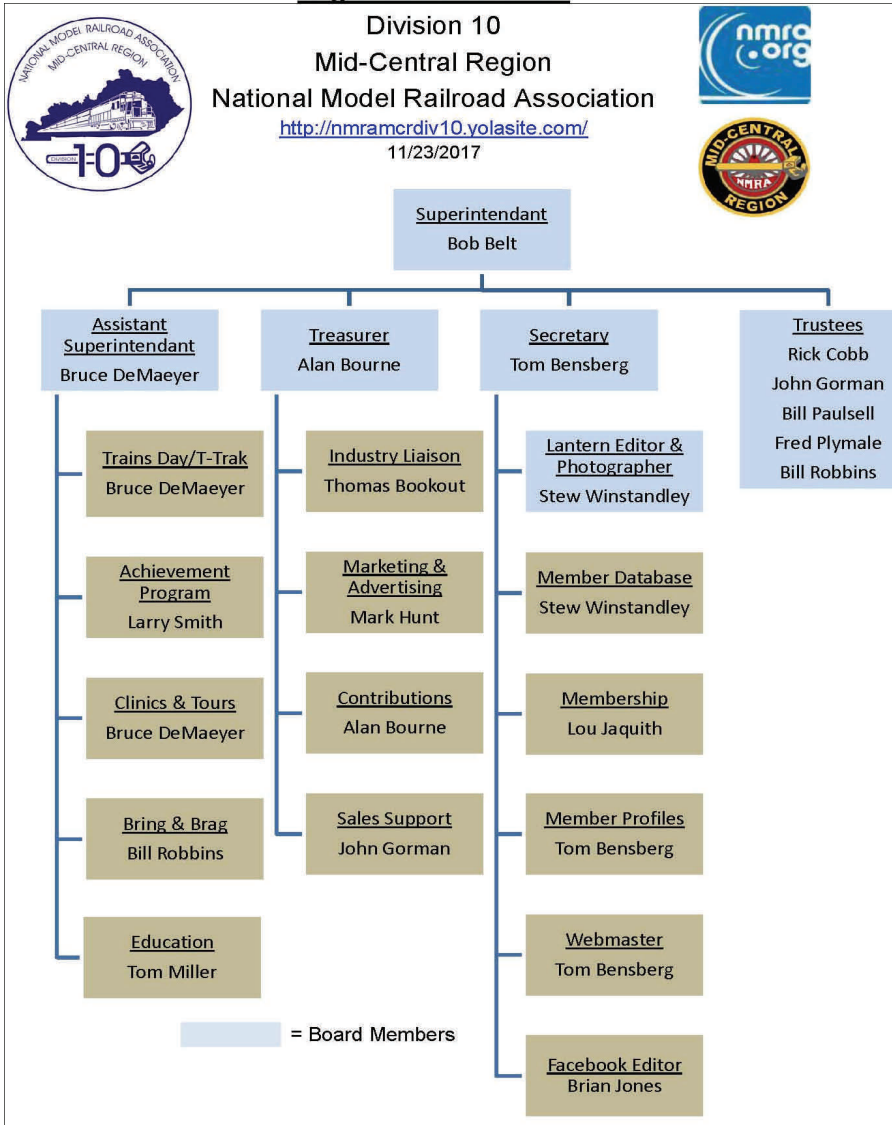 NATIONAL MODEL RAILROAD ASSOCIATION
MID-CENTRAL REGION
DIVISION 10
Division 10
Mid-Central Region
National Model Railroad Association
http://nmramcrdiv10.yolasite.com/
11/23/2017
nmra
.org
MID-CENTRAL
NMRA
REGION
Superintendant
Bob Belt
Assistant
Superintendant
Bruce DeMaeyer
Treasurer
Alan Bourne
Secretary
Tom Bensberg
Trustees
Rick Cobb
John Gorman
Bill Paulsell
Fred Plymale
Bill Robbins
Trains Day/T-Trak
Bruce DeMaeyer
Achievement
Program
Larry Smith
Clinics & Tours
Bruce DeMaeyer
Bring & Brag
Bill Robbins
Education
Tom Miller
Industry Liaison
Thomas Bookout
Marketing &
Advertising
Mark Hunt
Contributions
Alan Bourne
Sales Support
John Gorman
Lantern Editor &
Photographer
Stew Winstandley
Member Database
Stew Winstandley
Membership
Lou Jaquith
Member Profiles
Tom Bensberg
Webmaster
Tom Bensberg
Facebook Editor
Brian Jones
= Board Members